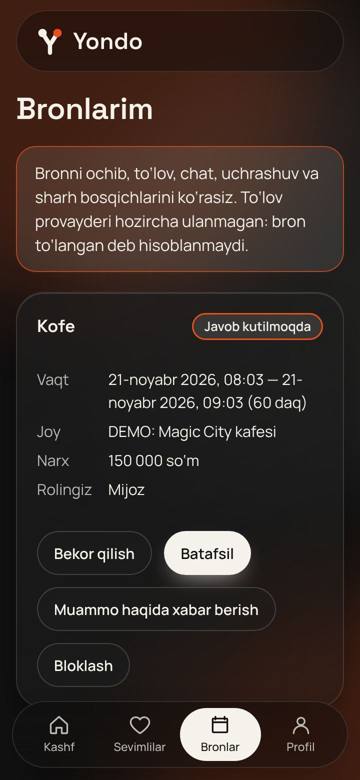 Yondo
Bronlarim
Bronni ochib, to‘lov, chat, uchrashuv va
sharh bosqichlarini ko‘rasiz. To‘lov
provayderi hozircha ulanmagan: bron
to‘langan deb hisoblanmaydi.
Kofe
Javob kutilmoqda
Vaqt
21-noyabr 2026, 08:03 — 21-
noyabr 2026, 09:03 (60 daq)
Joy
DEMO: Magic City kafesi
Narx
150 000 so‘m
Rolingiz
Mijoz
Bekor qilish
Batafsil
Muammo haqida xabar berish
Bloklash
Kashf
Sevimlilar
Bronlar
Profil